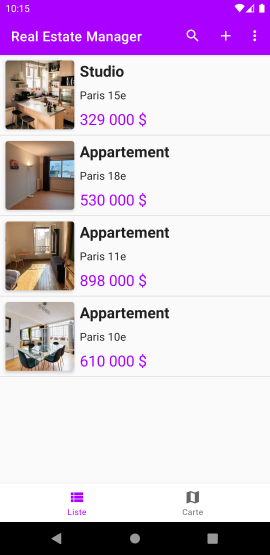 10:15
Real Estate Manager
Studio
Paris 15e
329 000 $
Appartement
Paris 18e
530 000 $
Appartement
Paris 11e
898 000 $
Appartement
Paris 10e
610 000 $
Liste
Carte